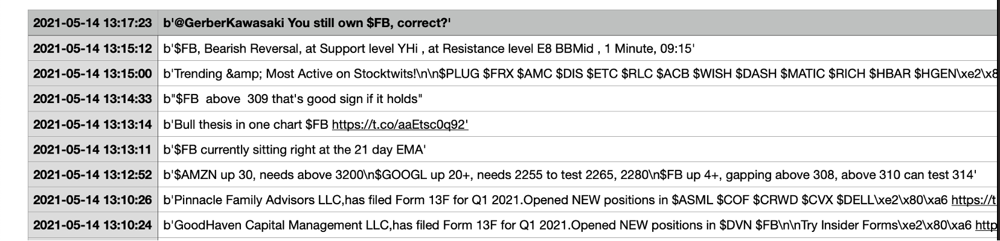 2021-05-14 13:17:23 b'@GerberKawasaki You still own $FB, correct?'
2021-05-14 13:15:12 b'$FB, Bearish Reversal, at Support level YHi , at Resistance level E8 BBMid , 1 Minute, 09:15'
2021-05-14 13:15:00 b'Trending &amp; Most Active on Stocktwits!\n\n$PLUG $FRX $AMC $DIS $ETC $RLC $ACB $WISH $DASH $MATIC $RICH $HBAR $HGEN\xe2\x8
2021-05-14 13:14:33 b"$FB  above  309 that's good sign if it holds"
2021-05-14 13:13:14 b'Bull thesis in one chart $FB https://t.co/aaEtsc0q92'
2021-05-14 13:13:11 b'$FB currently sitting right at the 21 day EMA'
2021-05-14 13:12:52 b'$AMZN up 30, needs above 3200\n$GOOGL up 20+, needs 2255 to test 2265, 2280\n$FB up 4+, gapping above 308, above 310 can test 314'
2021-05-14 13:10:26 b'Pinnacle Family Advisors LLC,has filed Form 13F for Q1 2021.Opened NEW positions in $ASML $COF $CRWD $CVX $DELL\xe2\x80\xa6 https://t
2021-05-14 13:10:24 b'GoodHaven Capital Management LLC,has filed Form 13F for Q1 2021.Opened NEW positions in $DVN $FB\n\nTry Insider Forms\xe2\x80\xa6 http